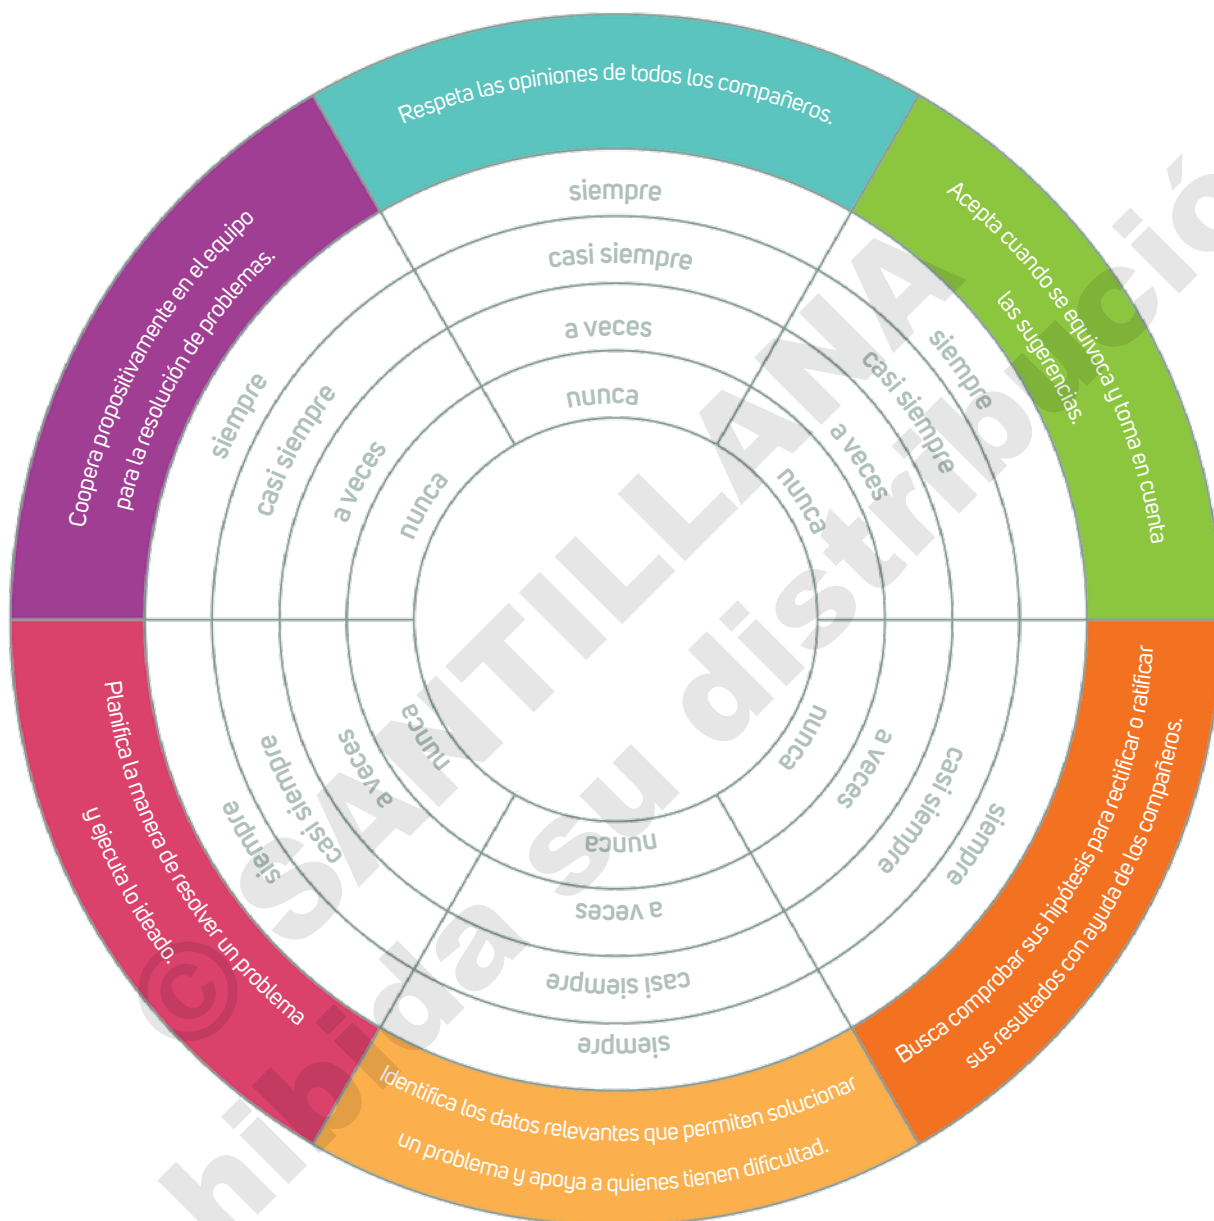 Respeta las opiniones de todos los compañeros.
siempre
casi siempre
a veces
nunca
Acepta cuando se equivoca y toma en cuenta
las sugerencias.
siempre
casi siempre
a veces
nunca
Busca comprobar sus hipótesis para rectificar o ratificar
sus resultados con ayuda de los compañeros.
siempre
casi siempre
a veces
nunca
Identifica los datos relevantes que permiten solucionar
un problema y apoya a quienes tienen dificultad.
siempre
casi siempre
a veces
nunca
Planifica la manera de resolver un problema
y ejecuta lo ideado.
siempre
casi siempre
a veces
nunca
Coopera propositivamente en el equipo
para la resolución de problemas.
siempre
casi siempre
a veces
nunca
© SANTILLANA
hibida su distribució